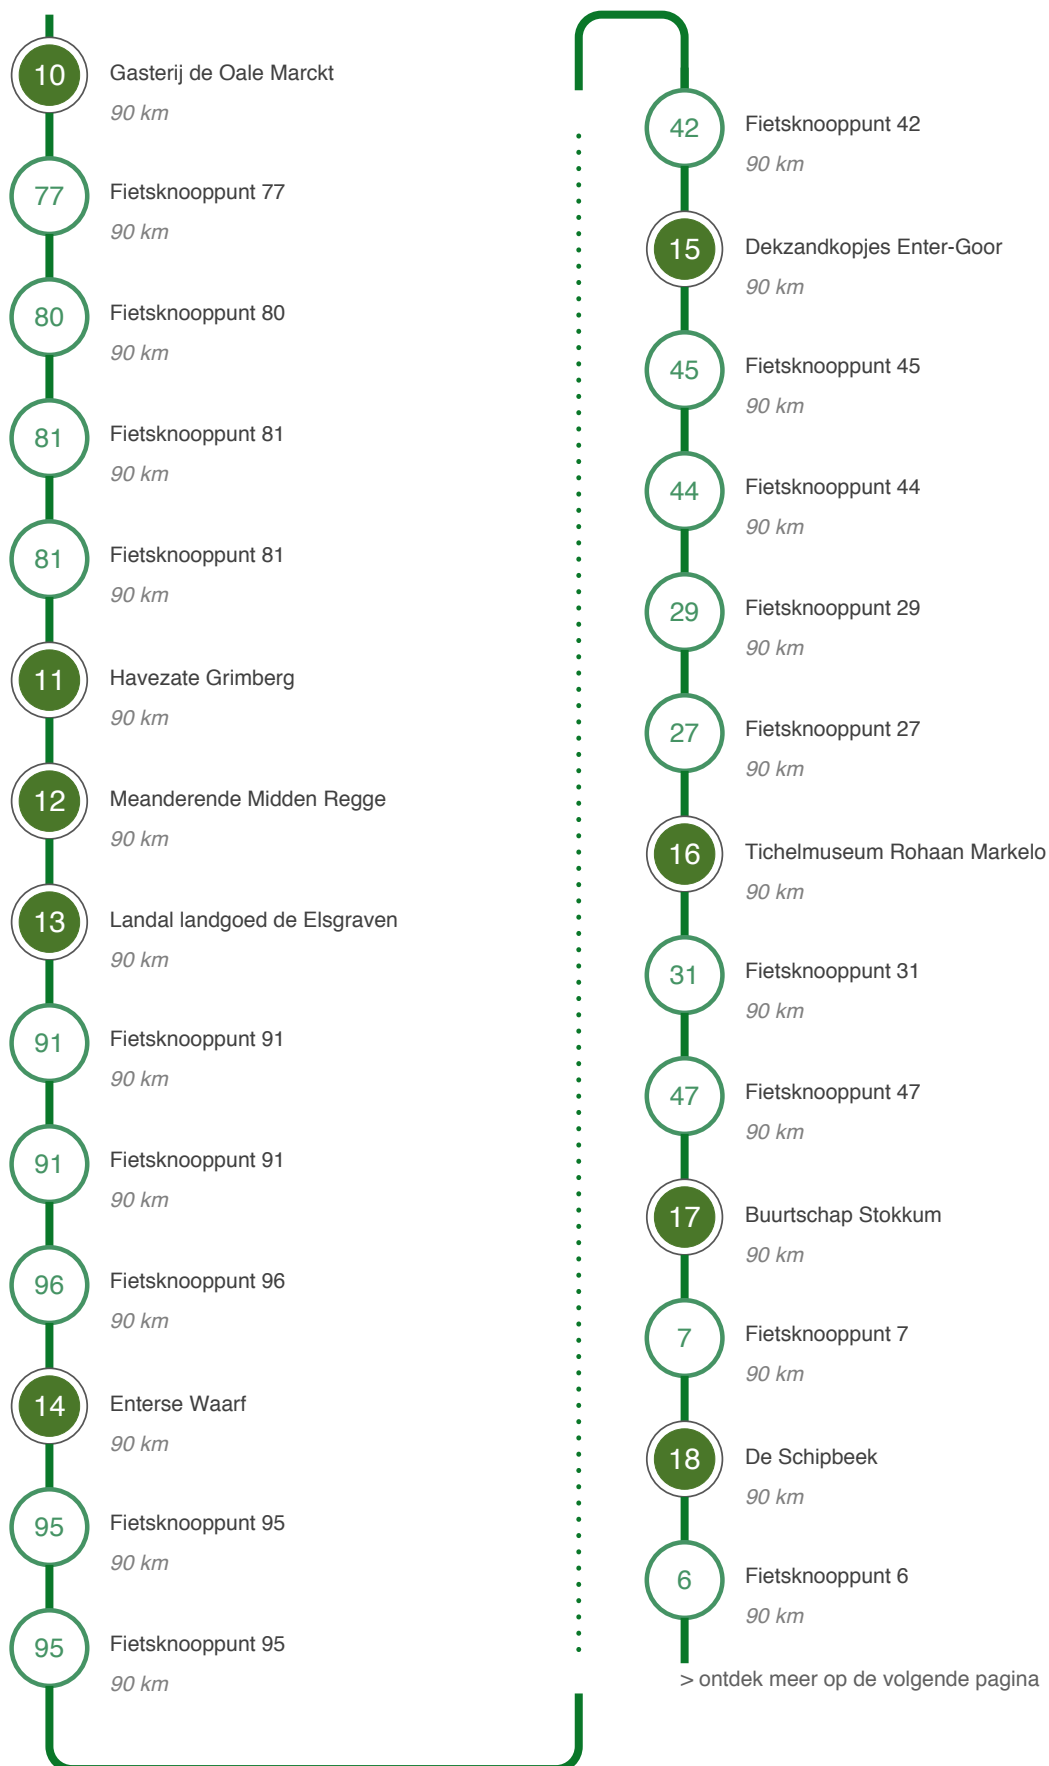 10
Gasterij de Oale Marckt
90 km
77
Fietsknooppunt 77
90 km
80
Fietsknooppunt 80
90 km
81
Fietsknooppunt 81
90 km
81
Fietsknooppunt 81
90 km
11
Havezate Grimberg
90 km
12
Meanderende Midden Regge
90 km
13
Landal landgoed de Elsgraven
90 km
91
Fietsknooppunt 91
90 km
91
Fietsknooppunt 91
90 km
96
Fietsknooppunt 96
90 km
14
Enterse Waarf
90 km
95
Fietsknooppunt 95
90 km
95
Fietsknooppunt 95
90 km
42
Fietsknooppunt 42
90 km
15
Dekzandkopjes Enter-Goor
90 km
45
Fietsknooppunt 45
90 km
44
Fietsknooppunt 44
90 km
29
Fietsknooppunt 29
90 km
27
Fietsknooppunt 27
90 km
16
Tichelmuseum Rohaan Markelo
90 km
31
Fietsknooppunt 31
90 km
47
Fietsknooppunt 47
90 km
17
Buurtschap Stokkum
90 km
7
Fietsknooppunt 7
90 km
18
De Schipbeek
90 km
6
Fietsknooppunt 6
90 km
> ontdek meer op de volgende pagina